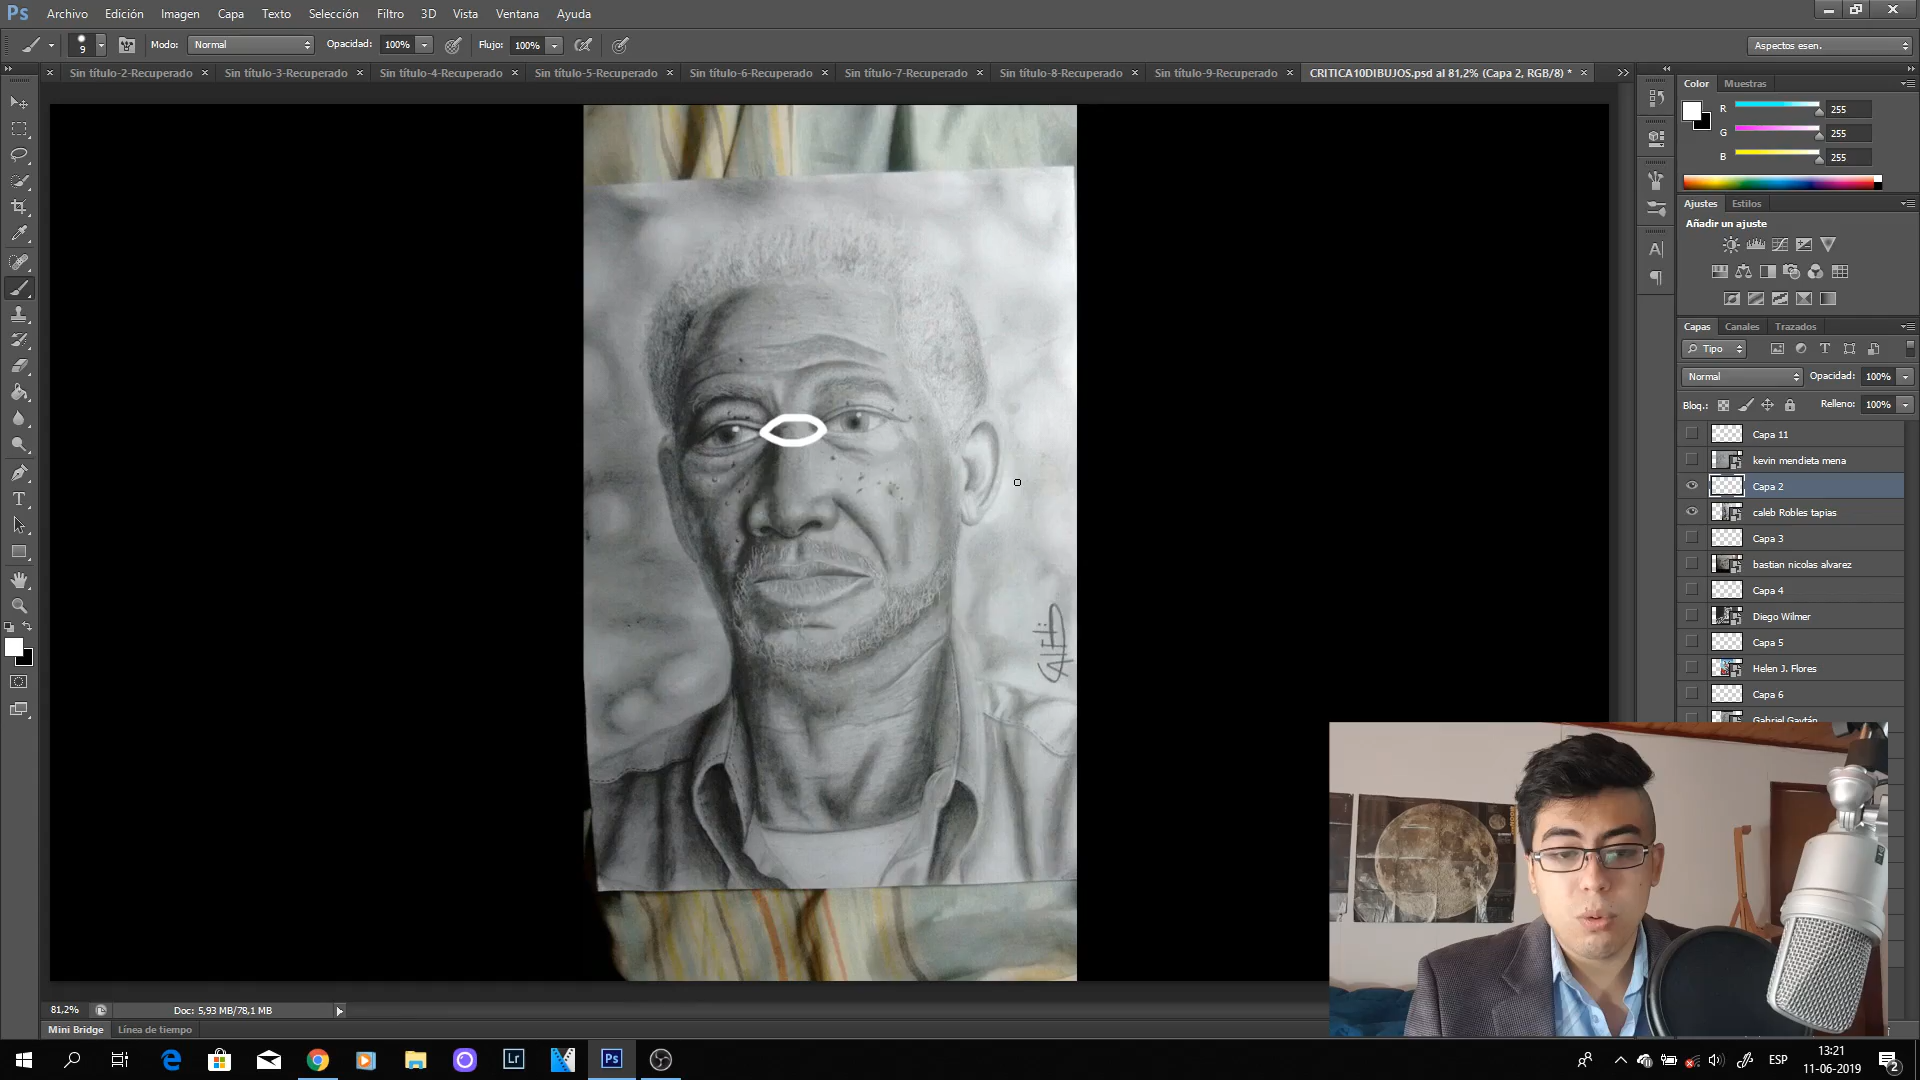 Ps Archivo Edición Imagen Capa Texto Selección Filtro 3D Vista Ventana Ayuda
9 Modo: Normal Opacidad: 100% Flujo: 100% Aspectos esen.
Sin título-2-Recuperado × Sin título-3-Recuperado × Sin título-4-Recuperado × Sin título-5-Recuperado × Sin título-6-Recuperado × Sin título-7-Recuperado × Sin título-8-Recuperado × Sin título-9-Recuperado × CRITICA10DIBUJOS.psd al 81,2% (Capa 2, RGB/8) * ×
Color Muestras
R 255
G 255
B 255
Ajustes Estilos
Añadir un ajuste
Capas Canales Trazados
Tipo
Normal Opacidad: 100%
Bloq.: Relleno: 100%
Capa 11
kevin mendieta mena
Capa 2
caleb Robles tapias
Capa 3
bastian nicolas alvarez
Capa 4
Diego Wilmer
Capa 5
Helen J. Flores
Capa 6
Gabriel Gaytán
81,2% Doc: 5,93 MB/78,1 MB
Mini Bridge Línea de tiempo
Lr Ps ESP 13:21
11-06-2019
2